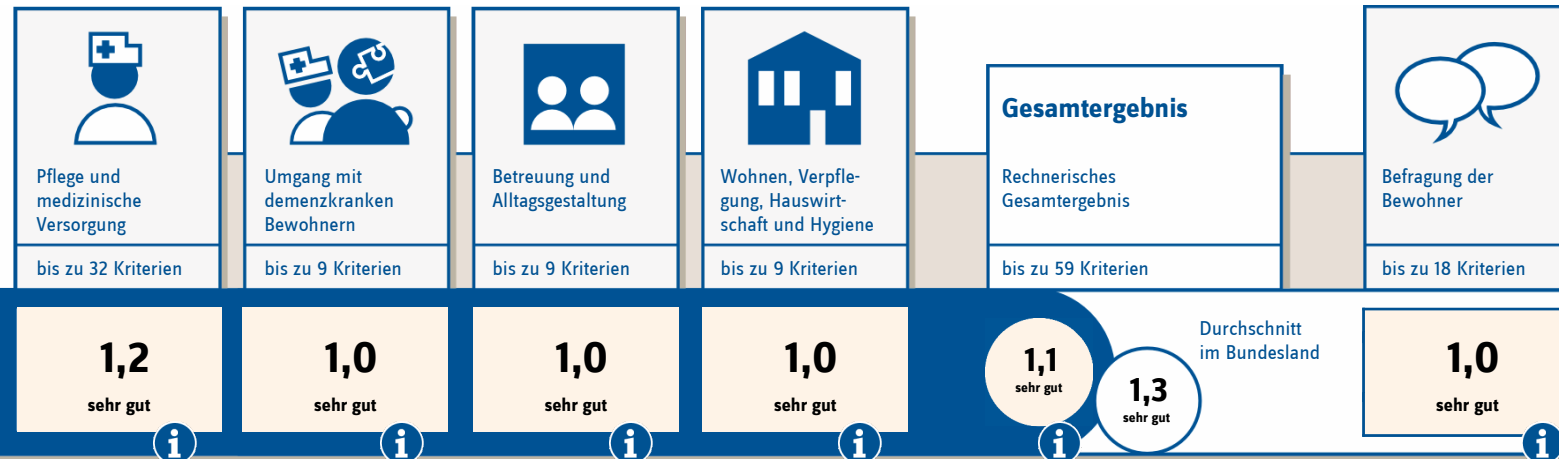 Pflege und
medizinische
Versorgung
bis zu 32 Kriterien
1,2
sehr gut
Umgang mit
demenzkranken
Bewohnern
bis zu 9 Kriterien
1,0
sehr gut
Betreuung und
Alltagsgestaltung
bis zu 9 Kriterien
1,0
sehr gut
Wohnen, Verpfle-
gung, Hauswirt-
schaft und Hygiene
bis zu 9 Kriterien
1,0
sehr gut
Gesamtergebnis
Rechnerisches
Gesamtergebnis
bis zu 59 Kriterien
1,1
sehr gut
Durchschnitt
im Bundesland
1,3
sehr gut
Befragung der
Bewohner
bis zu 18 Kriterien
1,0
sehr gut